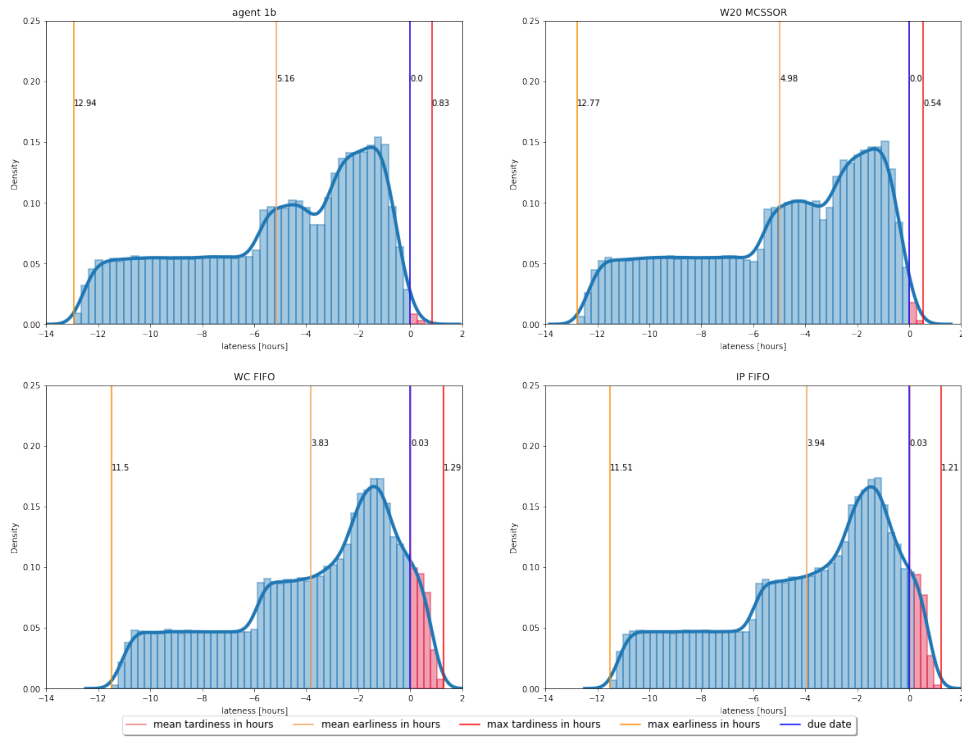 agent 1b
W20 MCSSOR
0.25
0.20
0.15
0.10
0.05
0.00
Density
12.94
5.16
0.0
0.83
−14 −12 −10 −8 −6 −4 −2 0 2
lateness [hours]
0.25
0.20
0.15
0.10
0.05
0.00
Density
12.77
4.98
0.0
0.54
−14 −12 −10 −8 −6 −4 −2 0 2
lateness [hours]
WC FIFO
IP FIFO
0.25
0.20
0.15
0.10
0.05
0.00
Density
11.5
3.83
0.03
1.29
−14 −12 −10 −8 −6 −4 −2 0 2
lateness [hours]
0.25
0.20
0.15
0.10
0.05
0.00
Density
11.51
3.94
0.03
1.21
−14 −12 −10 −8 −6 −4 −2 0 2
lateness [hours]
mean tardiness in hours mean earliness in hours max tardiness in hours max earliness in hours due date